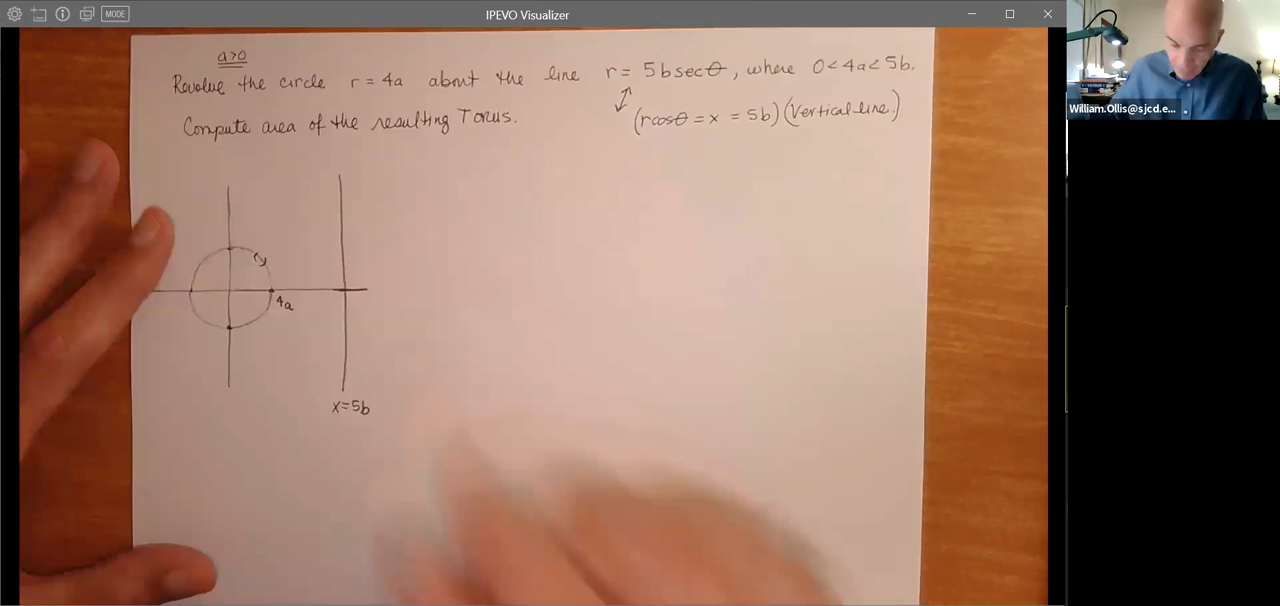 MODE
IPEVO Visualizer
a>0
Revolve the circle r = 4a about the line r = 5b secθ, where 0<4a<5b.
(r cosθ = x = 5b) (Vertical line.)
Compute area of the resulting Torus.
4a
x=5b
William.Ollis@sjcd.e...